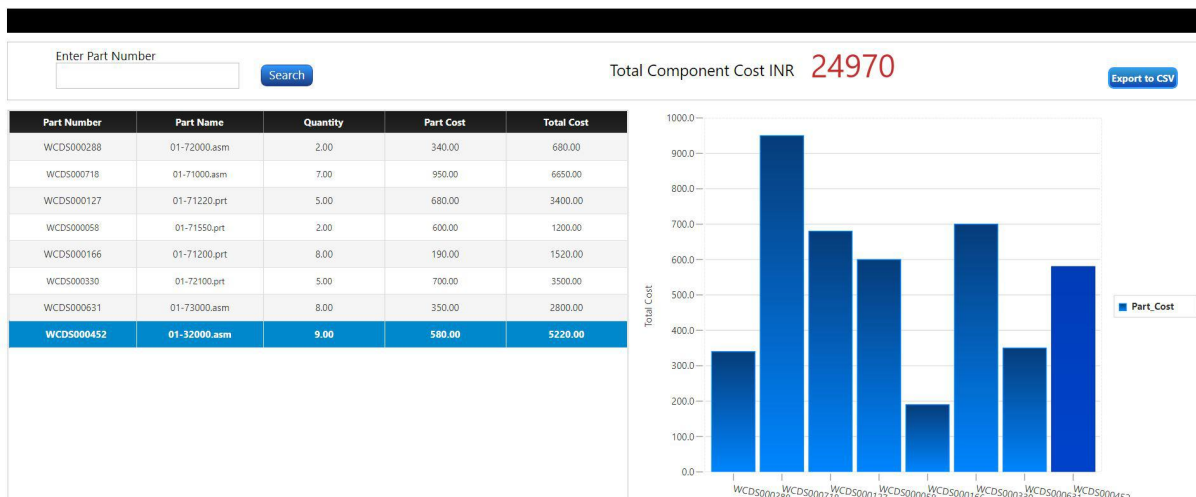 Enter Part Number
Search
Total Component Cost INR 24970
Export to CSV
Part Number Part Name Quantity Part Cost Total Cost
WCDS000288 01-72000.asm 2.00 340.00 680.00
WCDS000718 01-71000.asm 7.00 950.00 6650.00
WCDS000127 01-71220.prt 5.00 680.00 3400.00
WCDS000058 01-71550.prt 2.00 600.00 1200.00
WCDS000166 01-71200.prt 8.00 190.00 1520.00
WCDS000330 01-72100.prt 5.00 700.00 3500.00
WCDS000631 01-73000.asm 8.00 350.00 2800.00
WCDS000452 01-32000.asm 9.00 580.00 5220.00
1000.0
900.0
800.0
700.0
600.0
500.0
400.0
300.0
200.0
100.0
0.0
Total Cost
Part_Cost